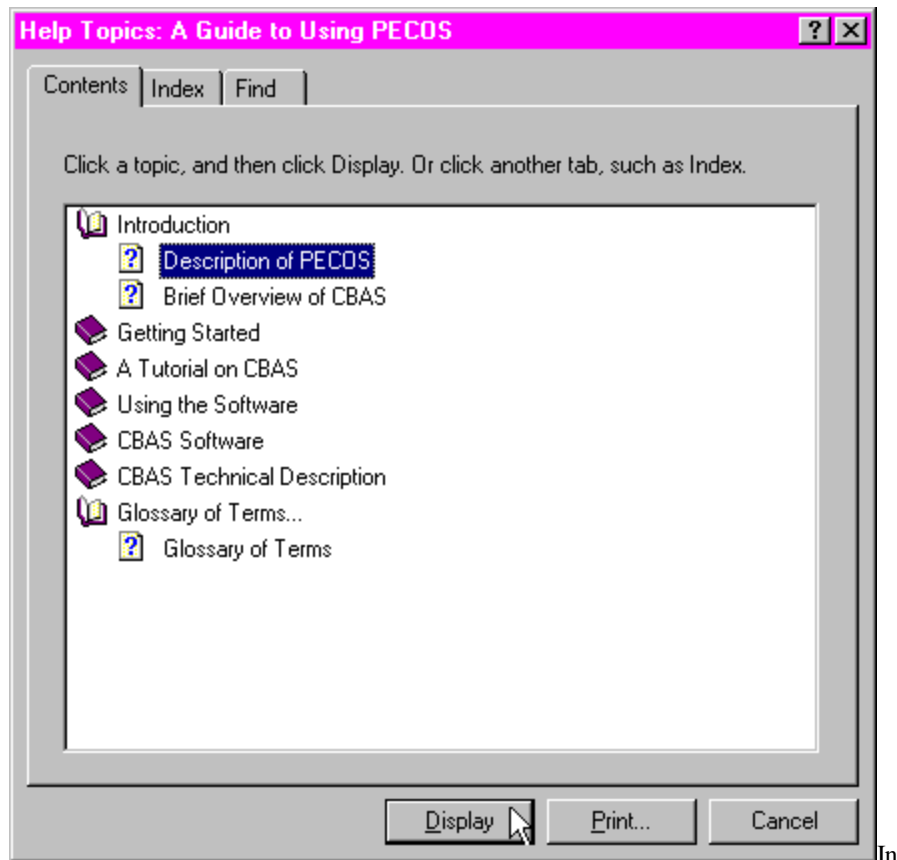 Help Topics: A Guide to Using PECOS
Contents Index Find
Click a topic, and then click Display. Or click another tab, such as Index.
Introduction
Description of PECOS
Brief Overview of CBAS
Getting Started
A Tutorial on CBAS
Using the Software
CBAS Software
CBAS Technical Description
Glossary of Terms...
Glossary of Terms
Display Print... Cancel
In